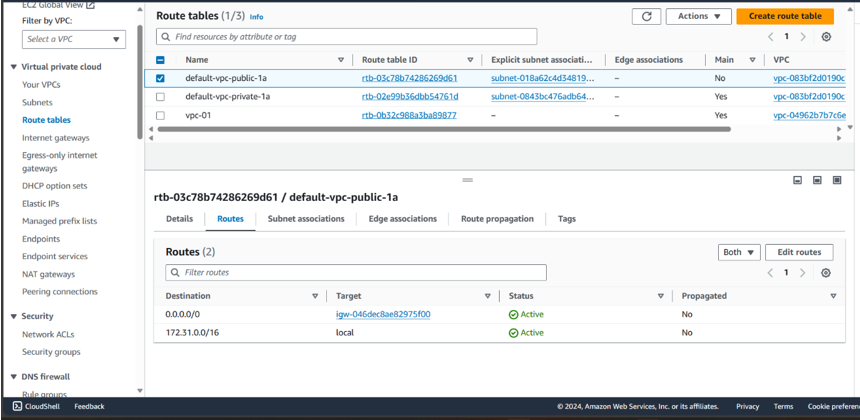 EC2 Global View
Filter by VPC:
Select a VPC
Virtual private cloud
Your VPCs
Subnets
Route tables
Internet gateways
Egress-only internet
gateways
DHCP option sets
Elastic IPs
Managed prefix lists
Endpoints
Endpoint services
NAT gateways
Peering connections
Security
Network ACLs
Security groups
DNS firewall
Rule groups
Route tables (1/3) Info
Actions
Create route table
Find resources by attribute or tag
1
Name Route table ID Explicit subnet associati... Edge associations Main VPC
default-vpc-public-1a rtb-03c78b74286269d61 subnet-018a62c4d34819... – No vpc-083bf2d0190c
default-vpc-private-1a rtb-02e99b36dbb54761d subnet-0843bc476adb64... – Yes vpc-083bf2d0190c
vpc-01 rtb-0b32c988a3ba89877 – – Yes vpc-04962b7b7c6e
rtb-03c78b74286269d61 / default-vpc-public-1a
Details Routes Subnet associations Edge associations Route propagation Tags
Routes (2)
Both
Edit routes
Filter routes
1
Destination Target Status Propagated
0.0.0.0/0 igw-046dec8ae82975f00 Active No
172.31.0.0/16 local Active No
CloudShell Feedback © 2024, Amazon Web Services, Inc. or its affiliates. Privacy Terms Cookie preferen